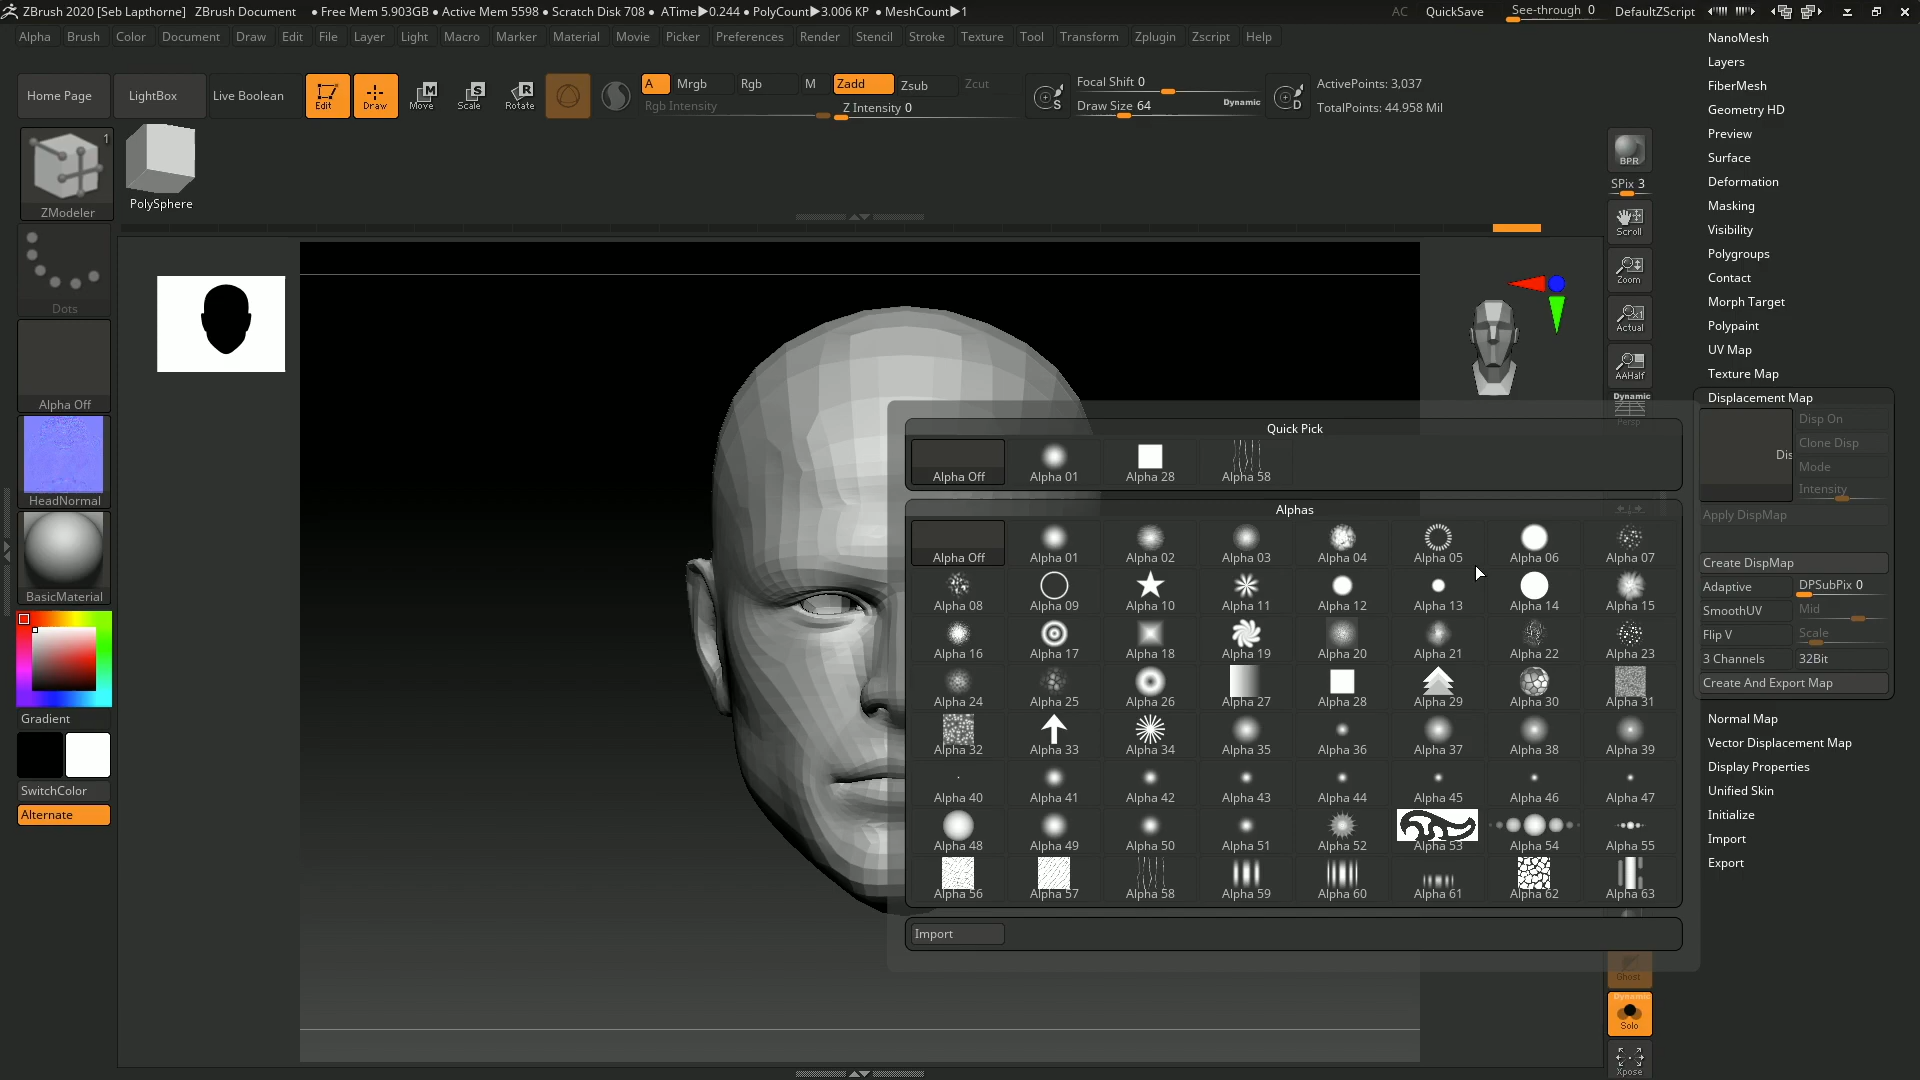 ZBrush 2020 [Seb Lapthorne] ZBrush Document • Free Mem 5.903GB • Active Mem 5598 • Scratch Disk 708 • ATime▶0.244 • PolyCount▶3.006 KP • MeshCount▶1 AC QuickSave See-through 0 DefaultZScript
Alpha Brush Color Document Draw Edit File Layer Light Macro Marker Material Movie Picker Preferences Render Stencil Stroke Texture Tool Transform Zplugin Zscript Help
Home Page LightBox Live Boolean Edit Draw Move Scale Rotate
A Mrgb Rgb M Zadd Zsub Zcut
Rgb Intensity Z Intensity 0
Focal Shift 0
Draw Size 64 Dynamic
ActivePoints: 3,037
TotalPoints: 44.958 Mil
1
ZModeler
PolySphere
Dots
Alpha Off
HeadNormal
BasicMaterial
Gradient
SwitchColor
Alternate
Quick Pick
Alpha Off Alpha 01 Alpha 28 Alpha 58
Alphas
Alpha Off Alpha 01 Alpha 02 Alpha 03 Alpha 04 Alpha 05 Alpha 06 Alpha 07
Alpha 08 Alpha 09 Alpha 10 Alpha 11 Alpha 12 Alpha 13 Alpha 14 Alpha 15
Alpha 16 Alpha 17 Alpha 18 Alpha 19 Alpha 20 Alpha 21 Alpha 22 Alpha 23
Alpha 24 Alpha 25 Alpha 26 Alpha 27 Alpha 28 Alpha 29 Alpha 30 Alpha 31
Alpha 32 Alpha 33 Alpha 34 Alpha 35 Alpha 36 Alpha 37 Alpha 38 Alpha 39
Alpha 40 Alpha 41 Alpha 42 Alpha 43 Alpha 44 Alpha 45 Alpha 46 Alpha 47
Alpha 48 Alpha 49 Alpha 50 Alpha 51 Alpha 52 Alpha 53 Alpha 54 Alpha 55
Alpha 56 Alpha 57 Alpha 58 Alpha 59 Alpha 60 Alpha 61 Alpha 62 Alpha 63
Import
BPR
SPix 3
Scroll
Zoom
Actual
AAHalf
Dynamic
Persp
Ghost
Dynamic
Solo
Xpose
NanoMesh
Layers
FiberMesh
Geometry HD
Preview
Surface
Deformation
Masking
Visibility
Polygroups
Contact
Morph Target
Polypaint
UV Map
Texture Map
Displacement Map
Disp On
Clone Disp
Dis
Mode
Intensity
Apply DispMap
Create DispMap
Adaptive DPSubPix 0
SmoothUV Mid
Flip V Scale
3 Channels 32Bit
Create And Export Map
Normal Map
Vector Displacement Map
Display Properties
Unified Skin
Initialize
Import
Export